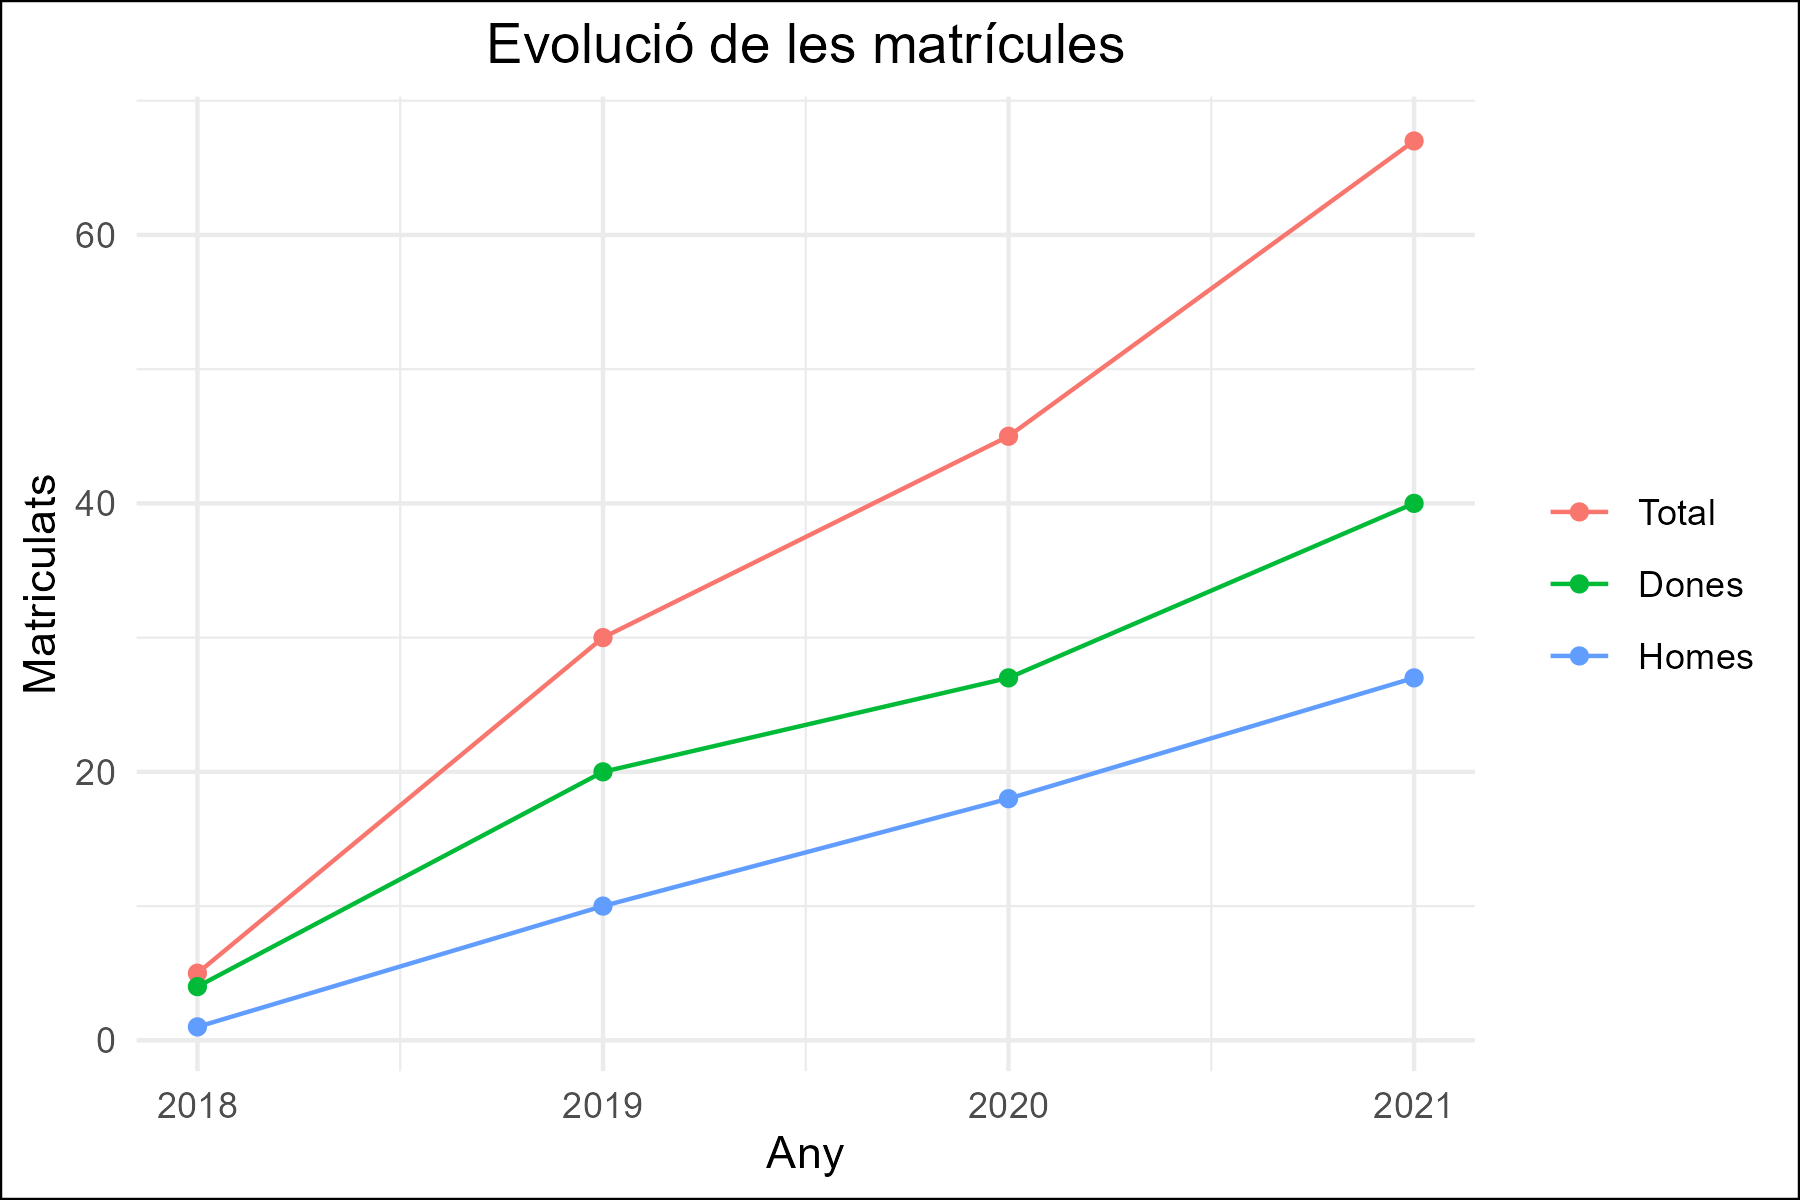 Evolució de les matrícules
Matriculats
60
40
20
0
2018
2019
2020
2021
Any
Total
Dones
Homes